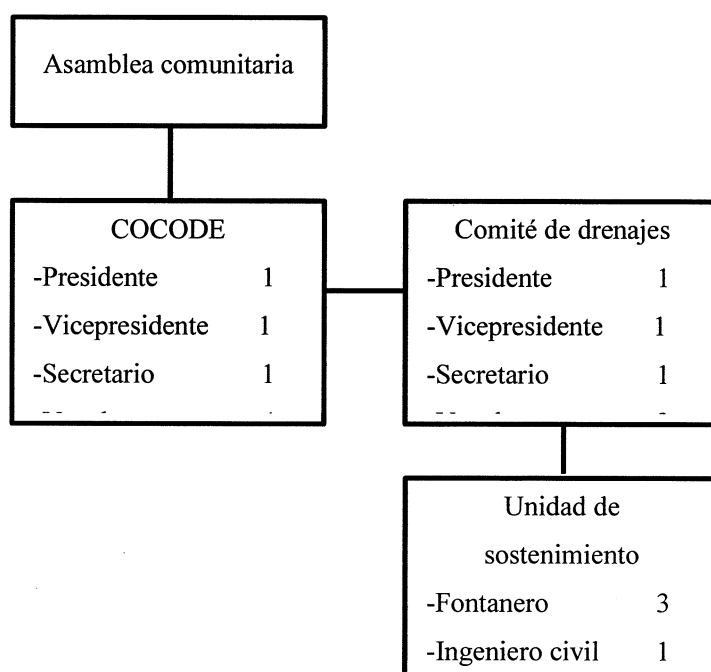 Asamblea comunitaria
COCODE
-Presidente 1
-Vicepresidente 1
-Secretario 1
Comité de drenajes
-Presidente 1
-Vicepresidente 1
-Secretario 1
Unidad de
sostenimiento
-Fontanero 3
-Ingeniero civil 1